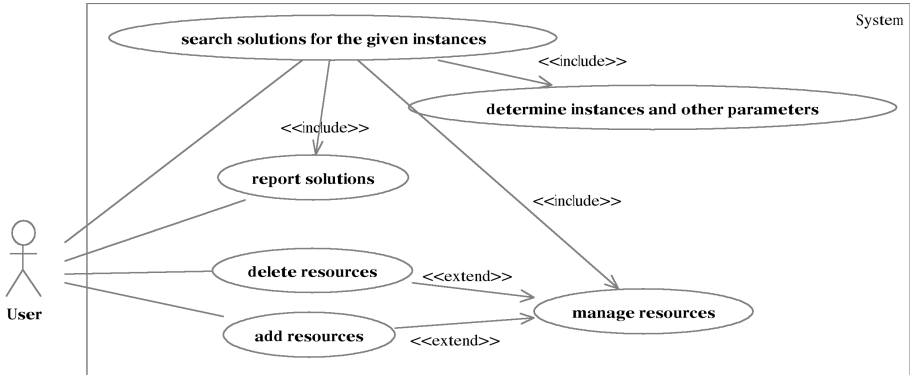 System
search solutions for the given instances
<<include>>
determine instances and other parameters
<<include>>
report solutions
<<include>>
delete resources
<<extend>>
User
manage resources
add resources
<<extend>>